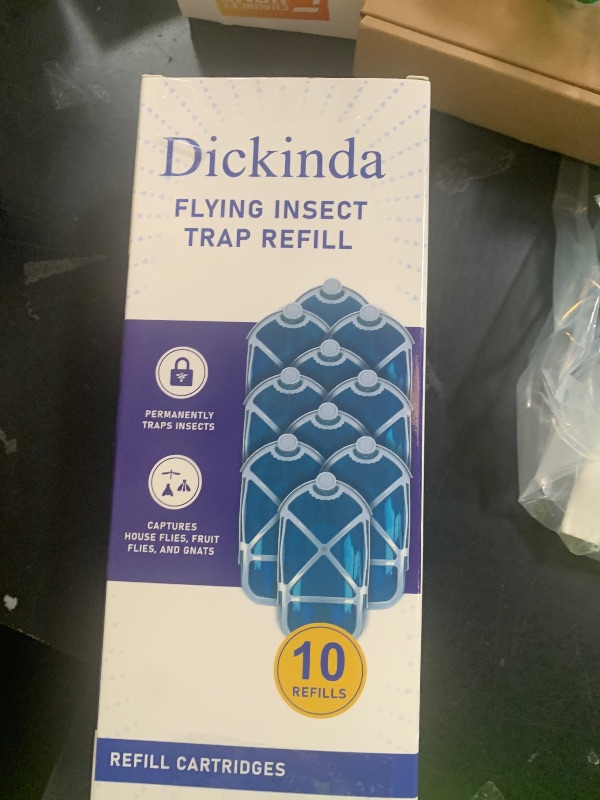 Dickinda
FLYING INSECT
TRAP REFILL
PERMANENTLY
TRAPS INSECTS
CAPTURES
HOUSE FLIES, FRUIT
FLIES, AND GNATS
10
REFILLS
REFILL CARTRIDGES